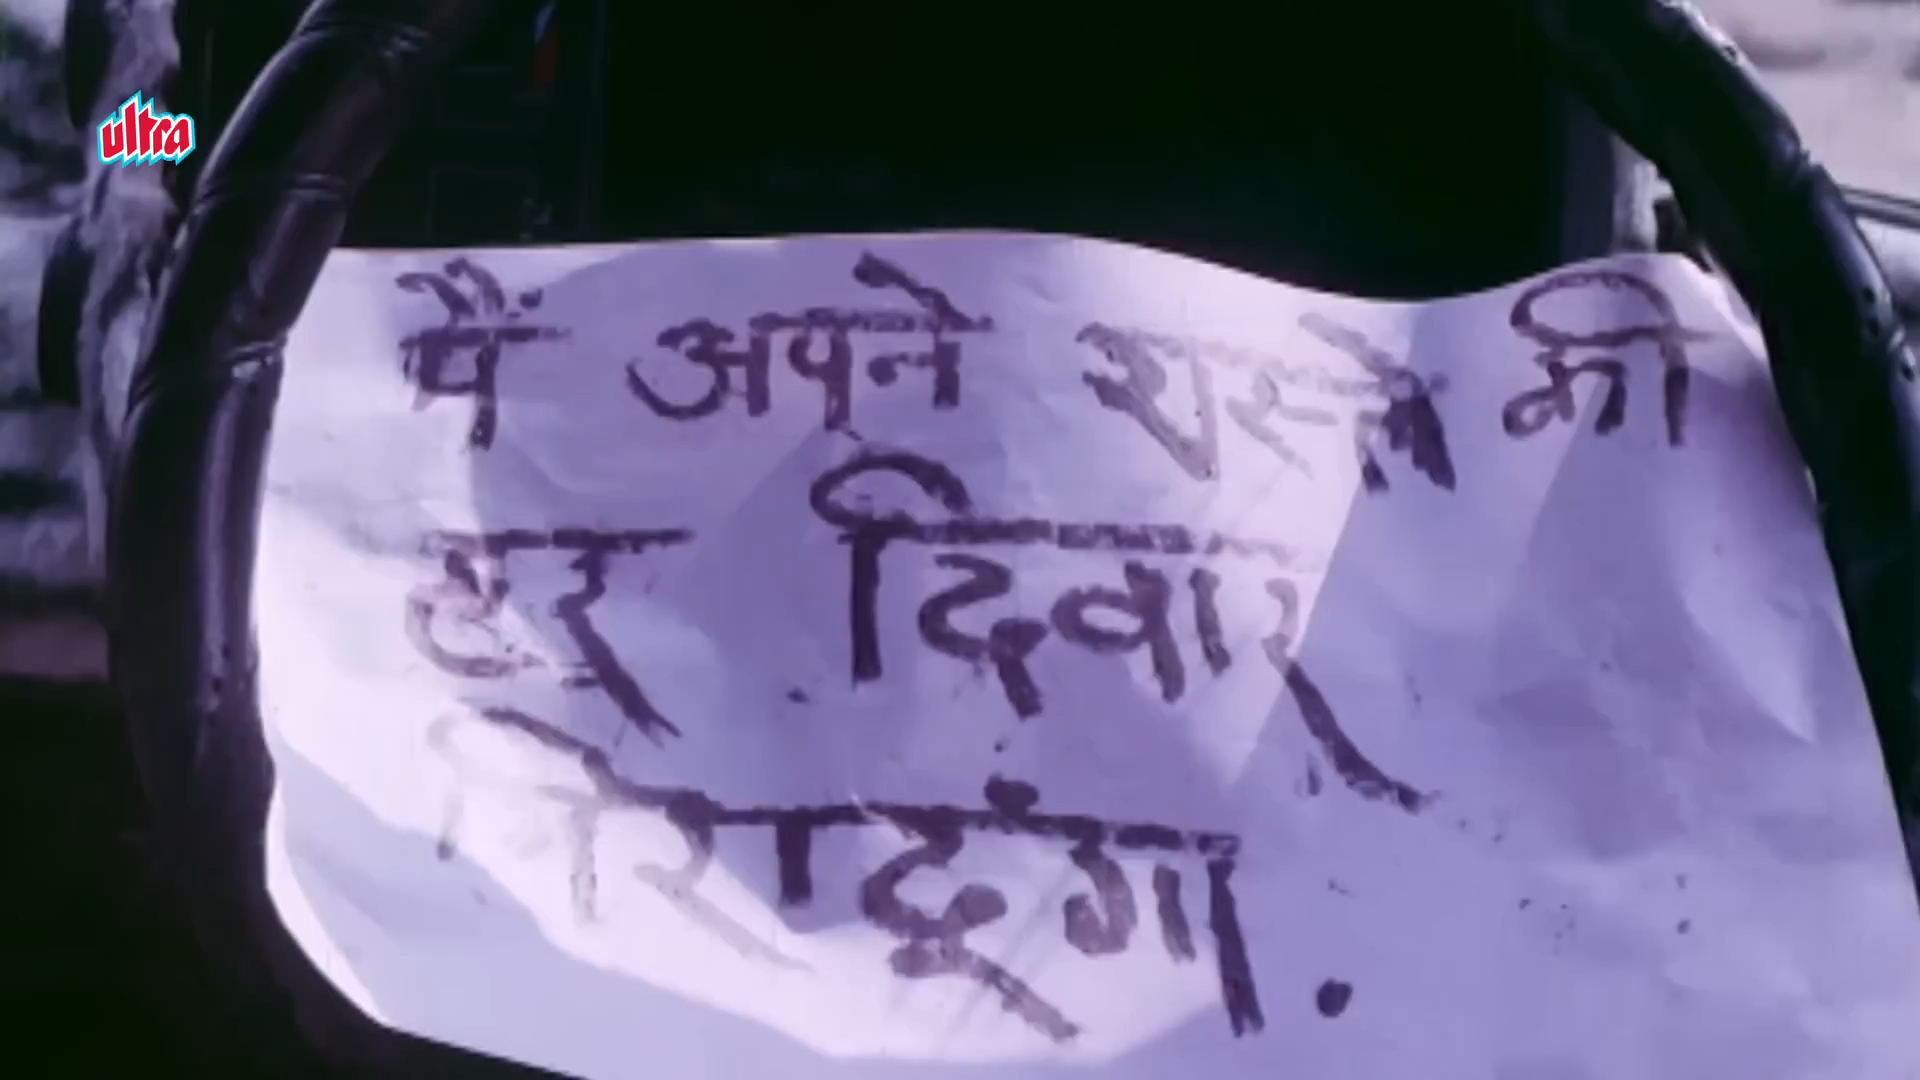 ultra
मैं अपने रास्ते की
हर दिवार
गिरा दुंगा.